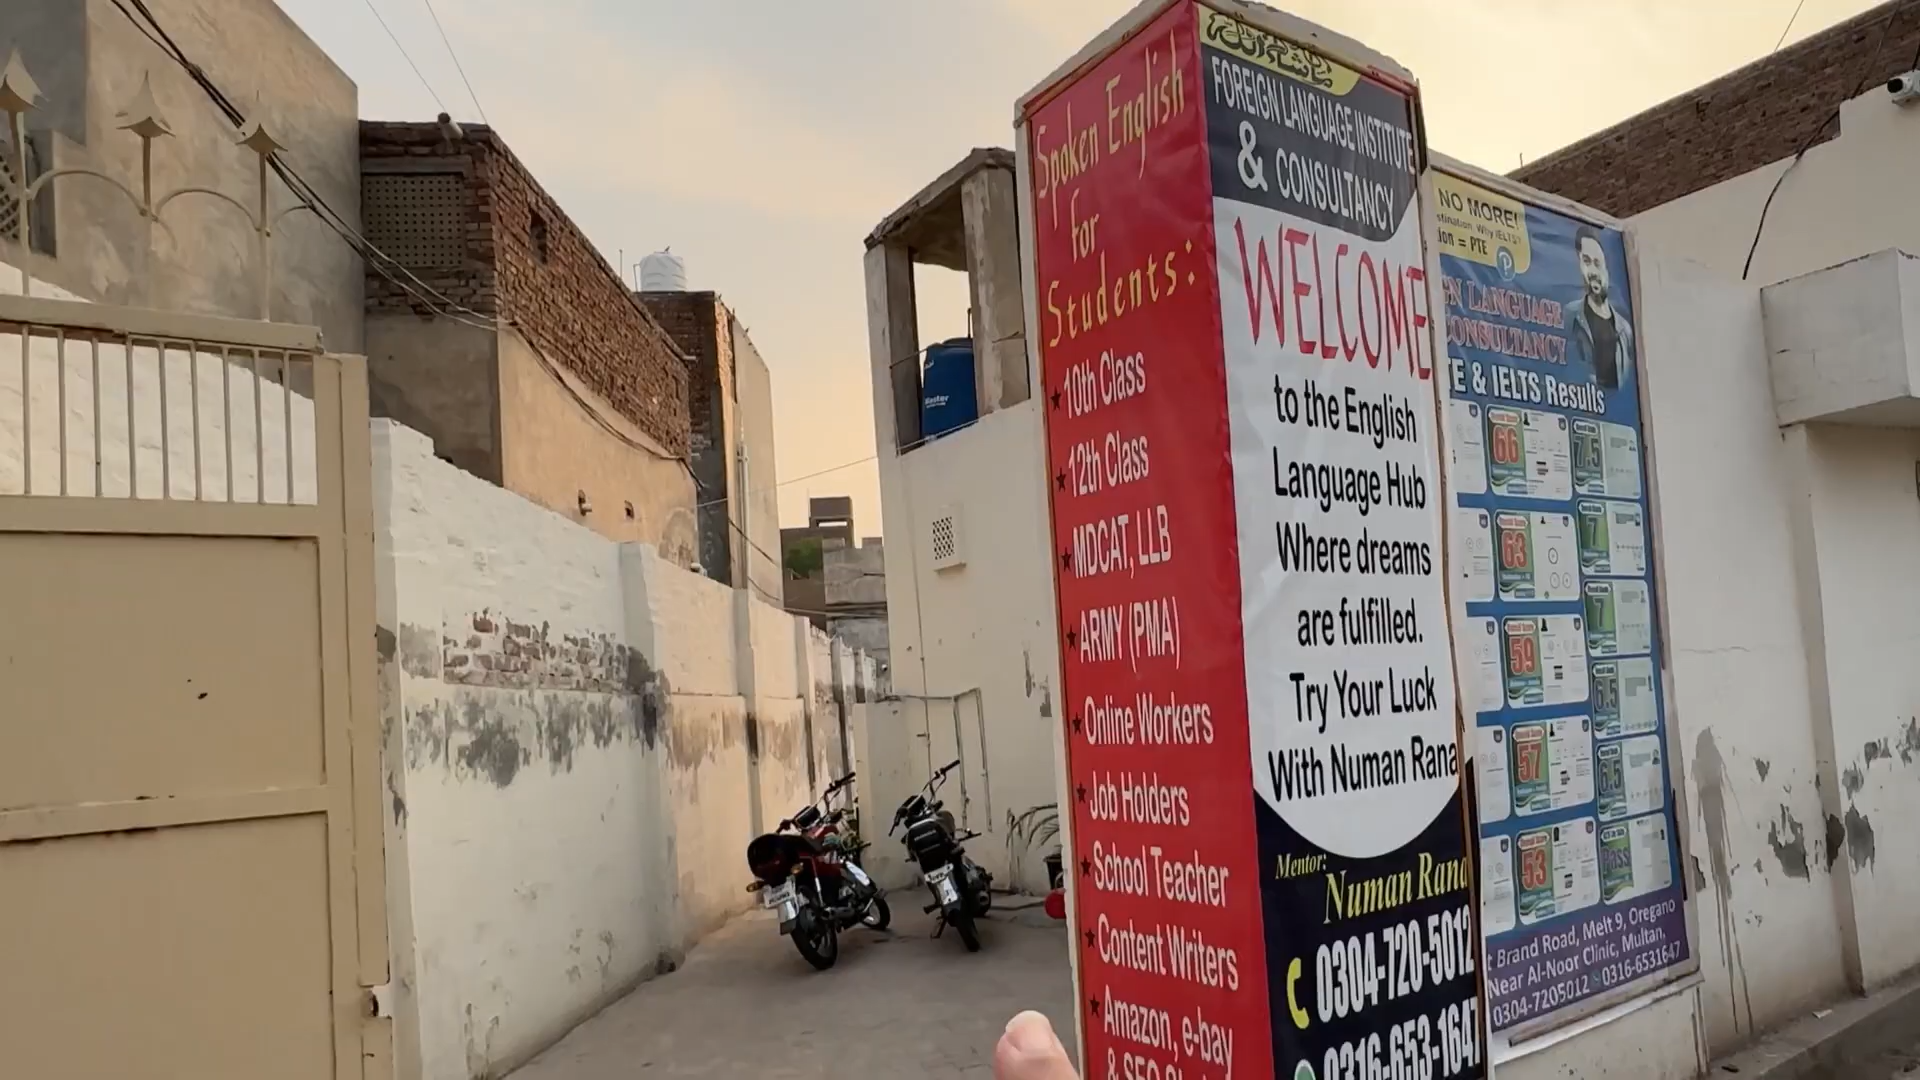 Spoken English
For
Students:
10th Class
12th Class
MDCAT, LLB
ARMY (PMA)
Online Workers
Job Holders
School Teacher
Content Writers
Amazon, e-bay
ماشاءاللہ
FOREIGN LANGUAGE INSTITUTE
& CONSULTANCY
WELCOME
to the English
Language Hub
Where dreams
are fulfilled.
Try Your Luck
With Numan Rana
Mentor:
Numan Rana
0304-720-5012
0316-653-1647
NO MORE!
Why IELTS?
= PTE
LANGUAGE
CONSULTANCY
& IELTS Results
66
7.5
63
7
59
7
57
6.5
6.5
53
Pass
Brand Road, Melt 9, Oregano
Near Al-Noor Clinic, Multan.
0304-7205012 0316-6531647
Master